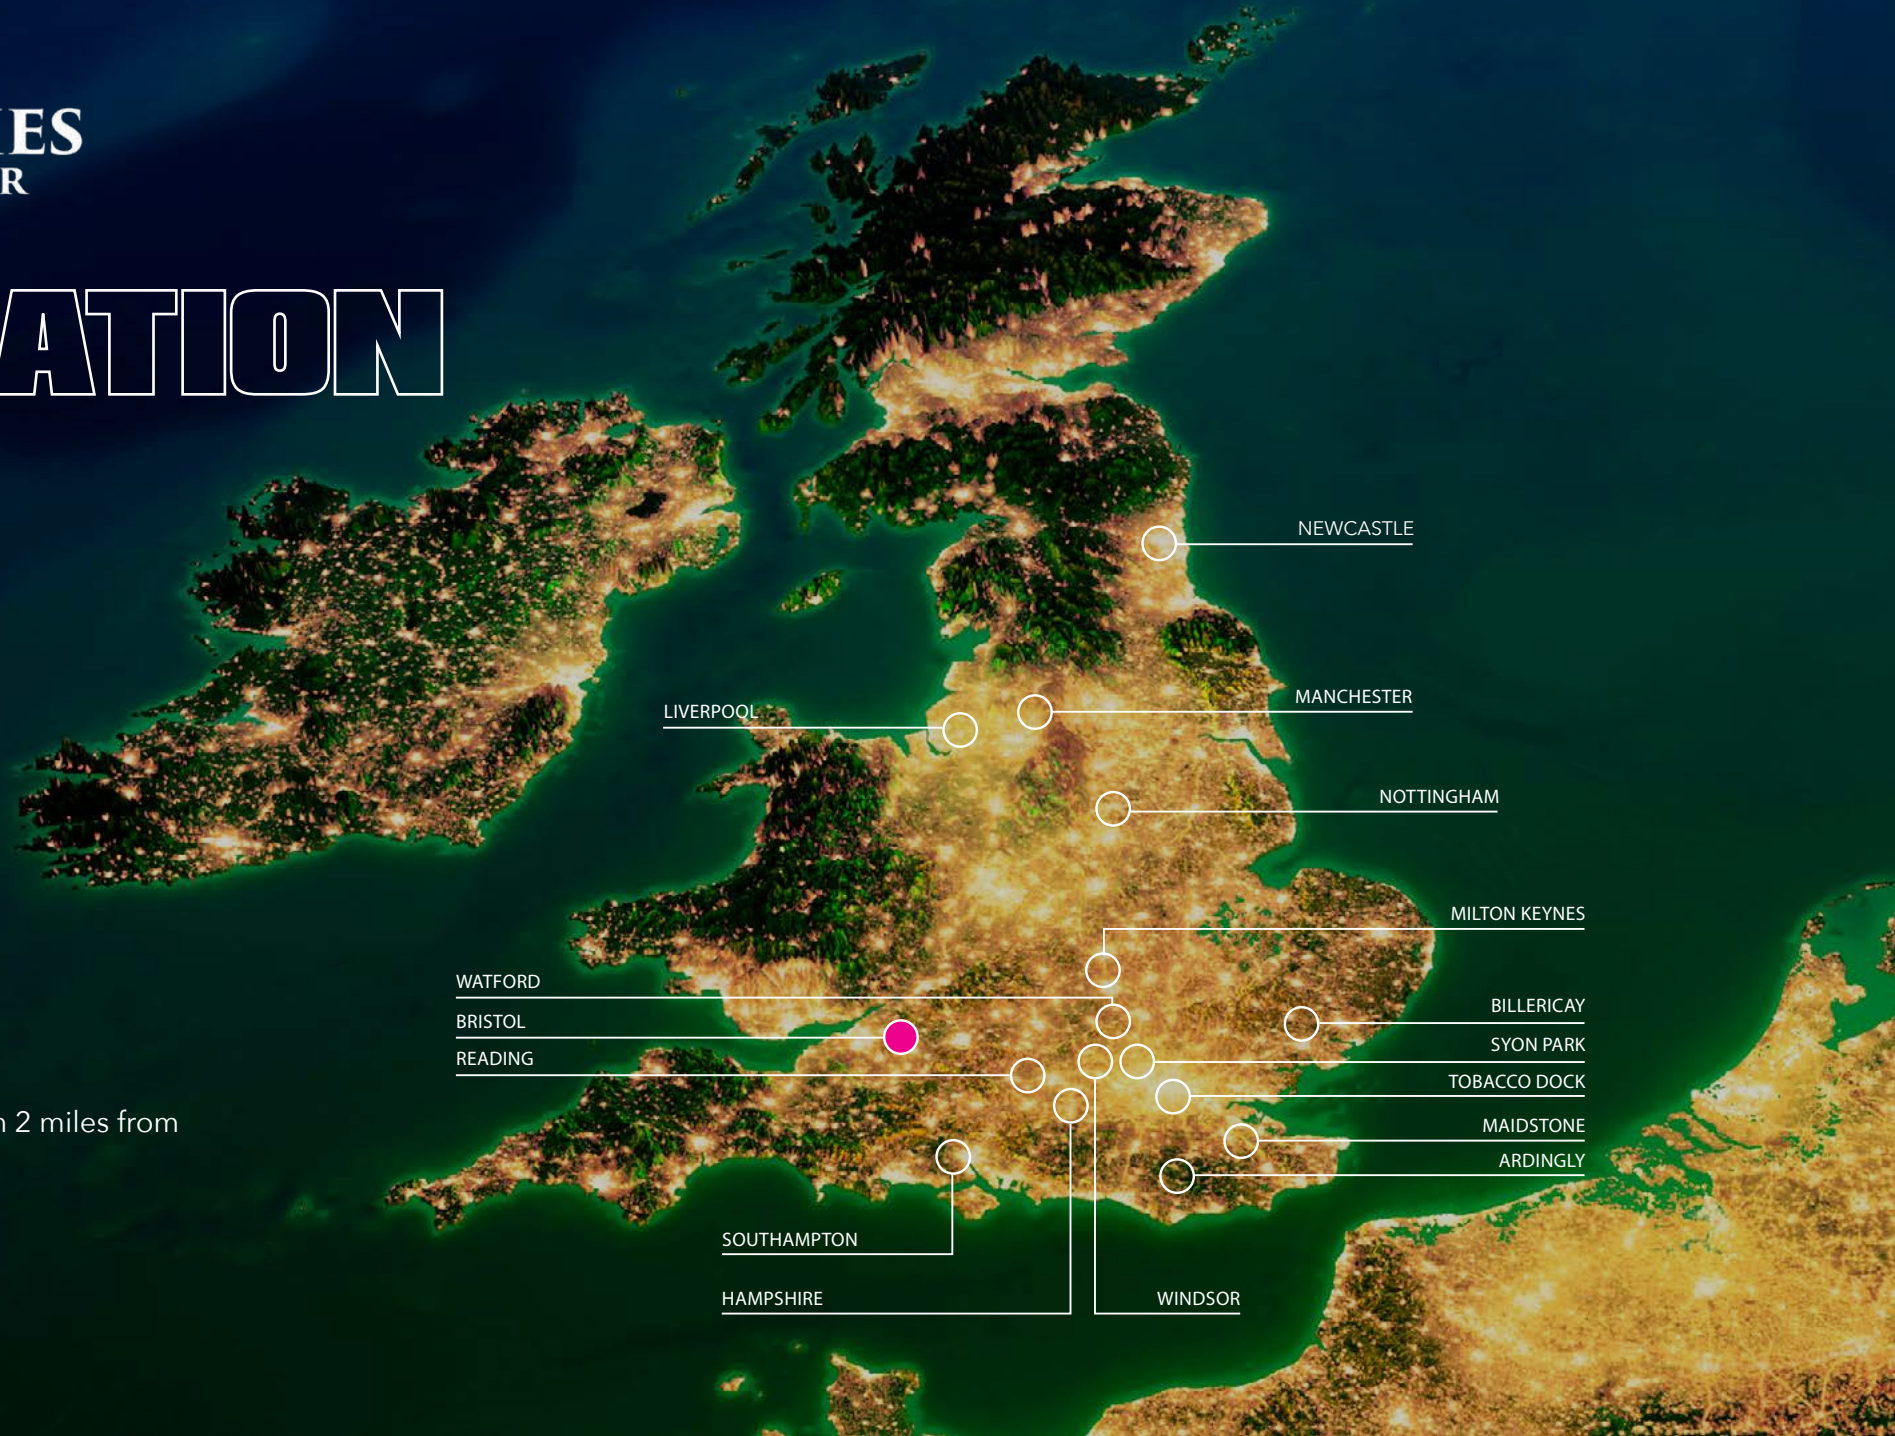 IES
R
ATION
NEWCASTLE
MANCHESTER
LIVERPOOL
NOTTINGHAM
MILTON KEYNES
WATFORD
BILLERICAY
BRISTOL
SYON PARK
READING
TOBACCO DOCK
2 miles from
MAIDSTONE
ARDINGLY
SOUTHAMPTON
HAMPSHIRE
WINDSOR